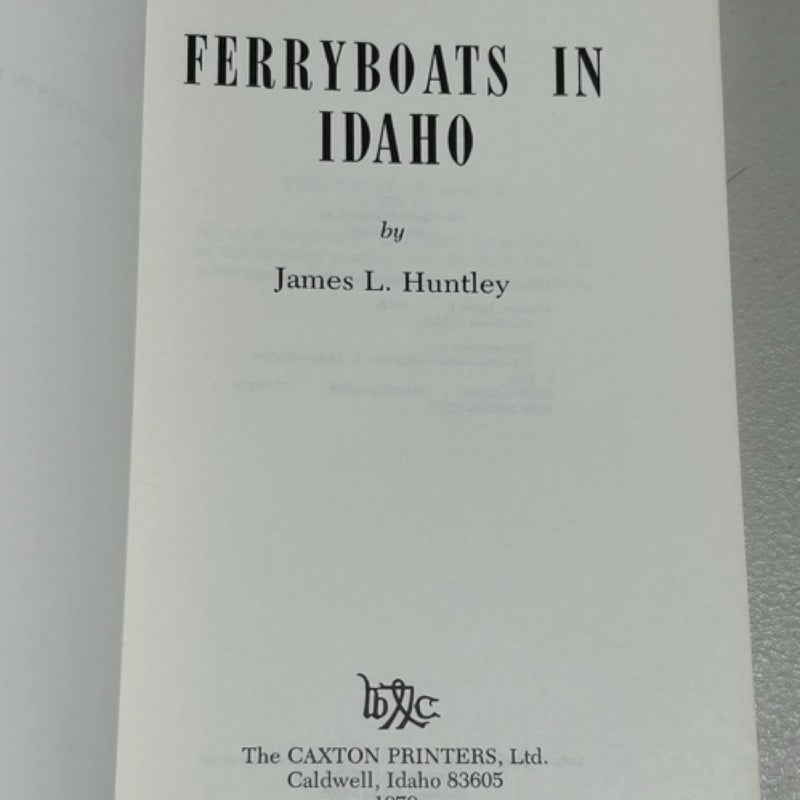 FERRYBOATS IN
IDAHO
by
James L. Huntley
The CAXTON PRINTERS, Ltd.
Caldwell, Idaho 83605